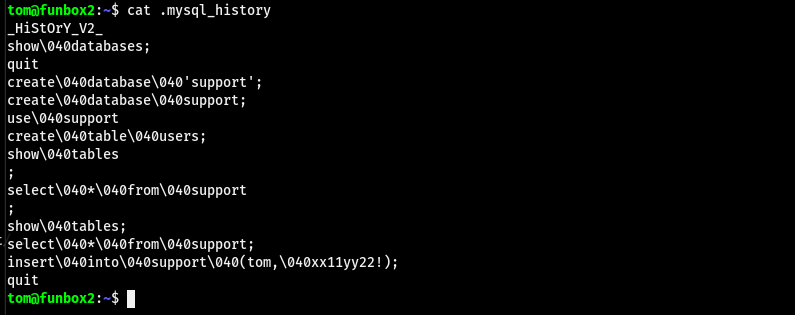 tom@funbox2:~$ cat .mysql_history
_HiStOrY_V2_
show\040databases;
quit
create\040database\040'support';
create\040database\040support;
use\040support
create\040table\040users;
show\040tables
;
select\040*\040from\040support
;
show\040tables;
select\040*\040from\040support;
insert\040into\040support\040(tom,\040xx11yy22!);
quit
tom@funbox2:~$